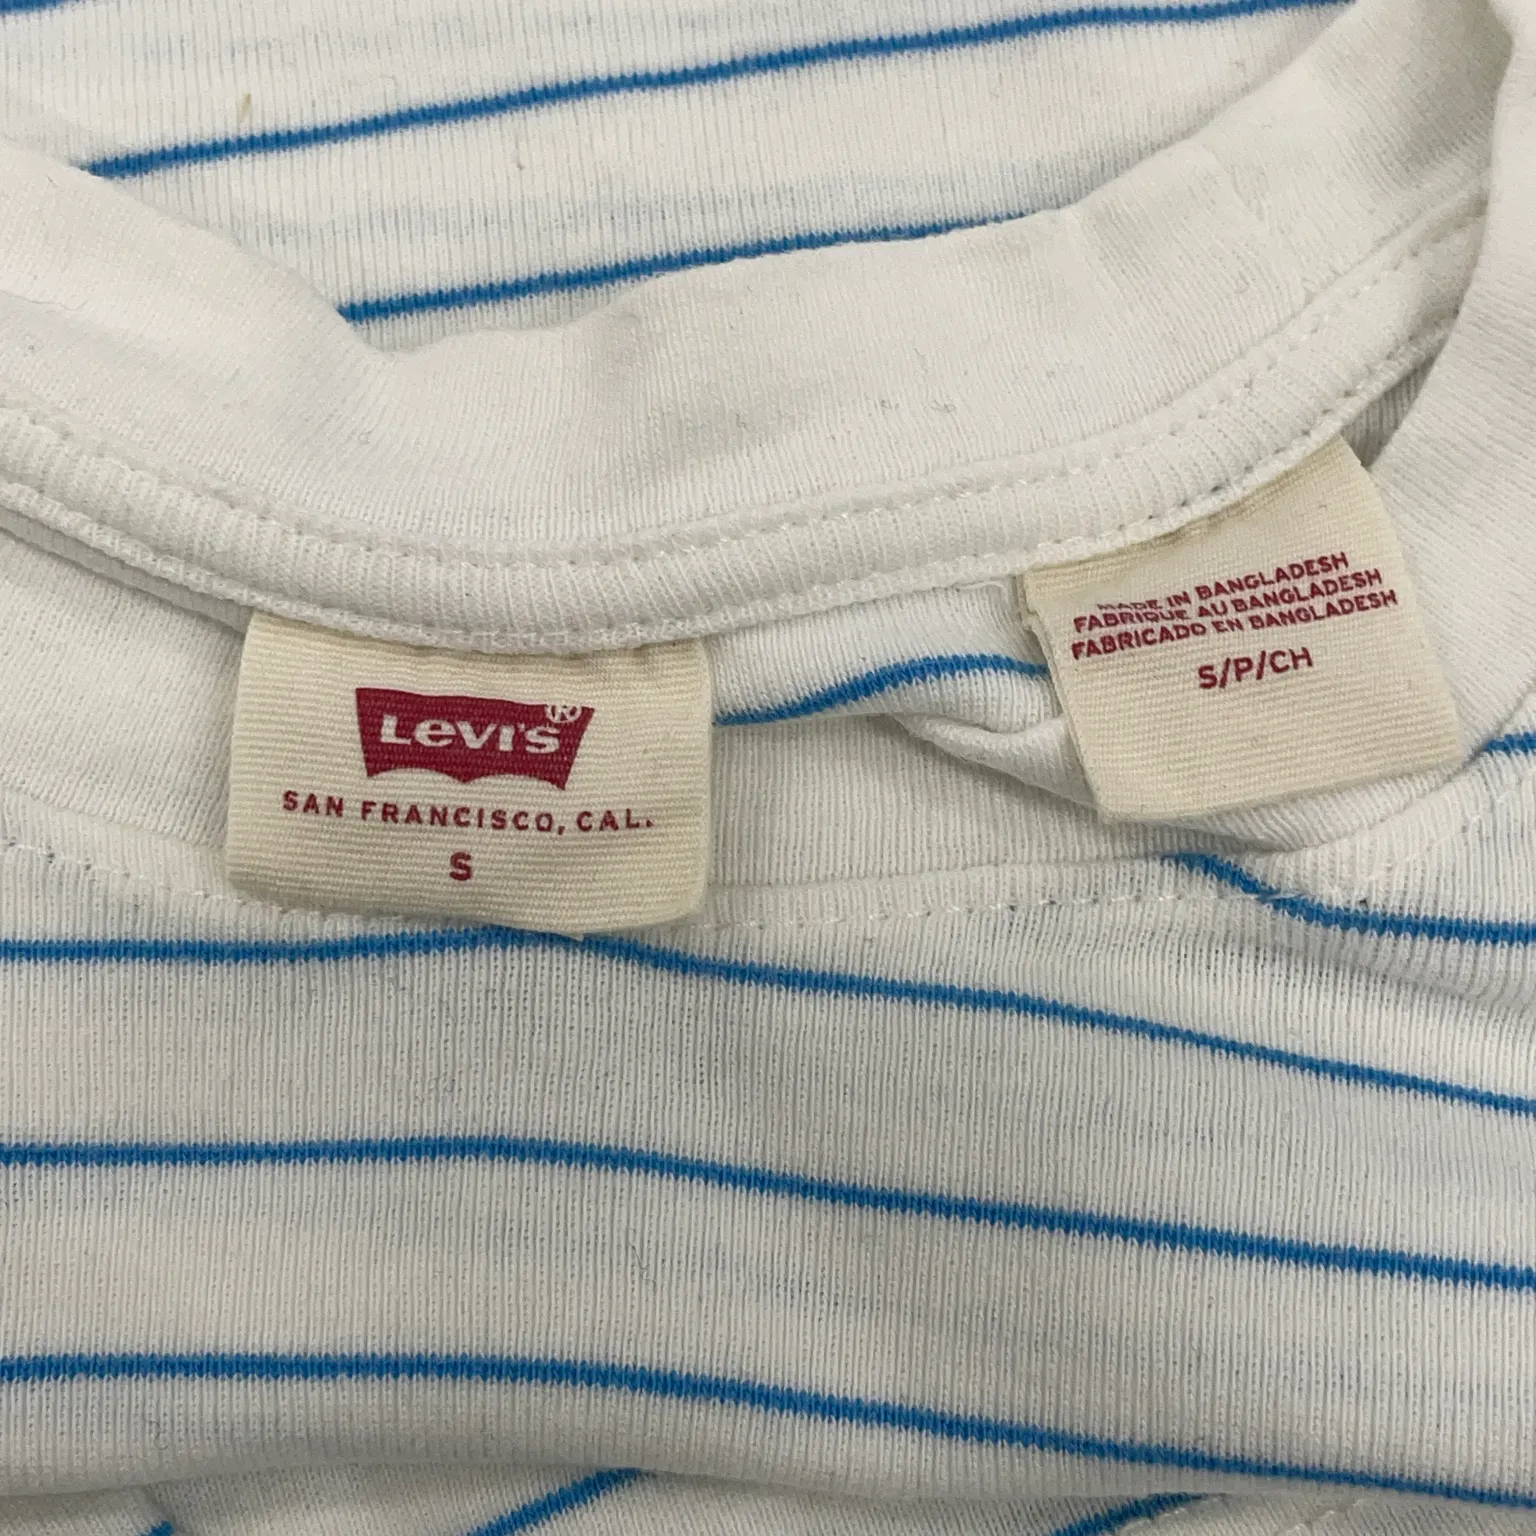 Levi's®
SAN FRANCISCO, CAL.
S
MADE IN BANGLADESH
FABRIQUE AU BANGLADESH
FABRICADO EN BANGLADESH
S/P/CH